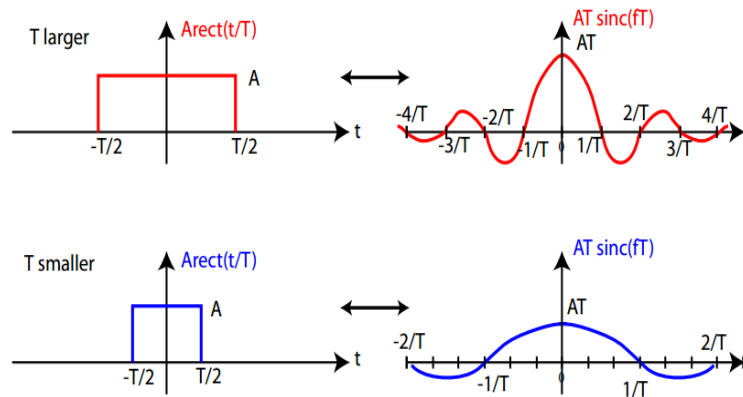 T larger
Arect(t/T)
A
-T/2
T/2
t
AT sinc(fT)
AT
-4/T
-3/T
-2/T
-1/T
0
1/T
2/T
3/T
4/T
T smaller
Arect(t/T)
A
-T/2
T/2
t
AT sinc(fT)
AT
-2/T
-1/T
0
1/T
2/T